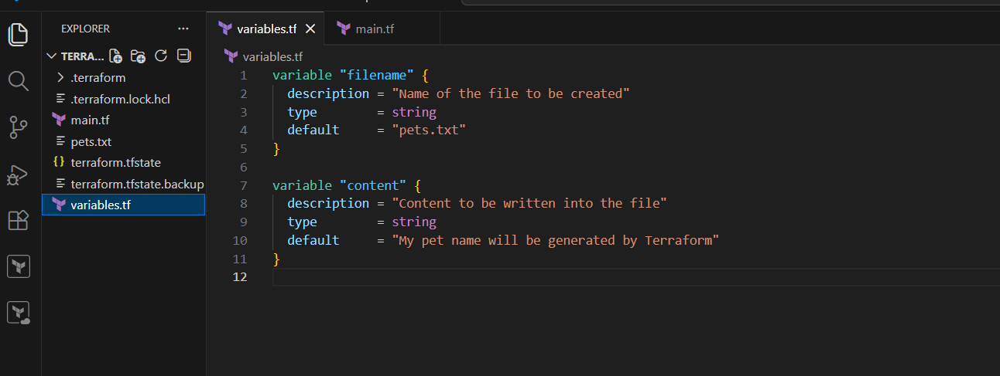 EXPLORER ...
TERRA...
.terraform
.terraform.lock.hcl
main.tf
pets.txt
{} terraform.tfstate
terraform.tfstate.backup
variables.tf
variables.tf main.tf
variables.tf
1 variable "filename" {
2 description = "Name of the file to be created"
3 type = string
4 default = "pets.txt"
5 }
6
7 variable "content" {
8 description = "Content to be written into the file"
9 type = string
10 default = "My pet name will be generated by Terraform"
11 }
12